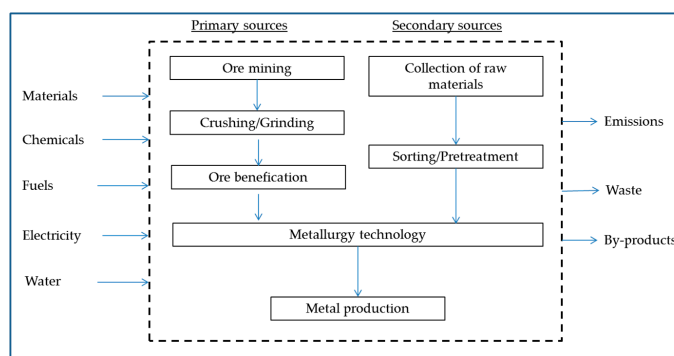 Primary sources
Secondary sources
Ore mining
Collection of raw
materials
Materials
Crushing/Grinding
Emissions
Chemicals
Sorting/Pretreatment
Ore benefication
Fuels
Waste
Electricity
Metallurgy technology
By-products
Water
Metal production